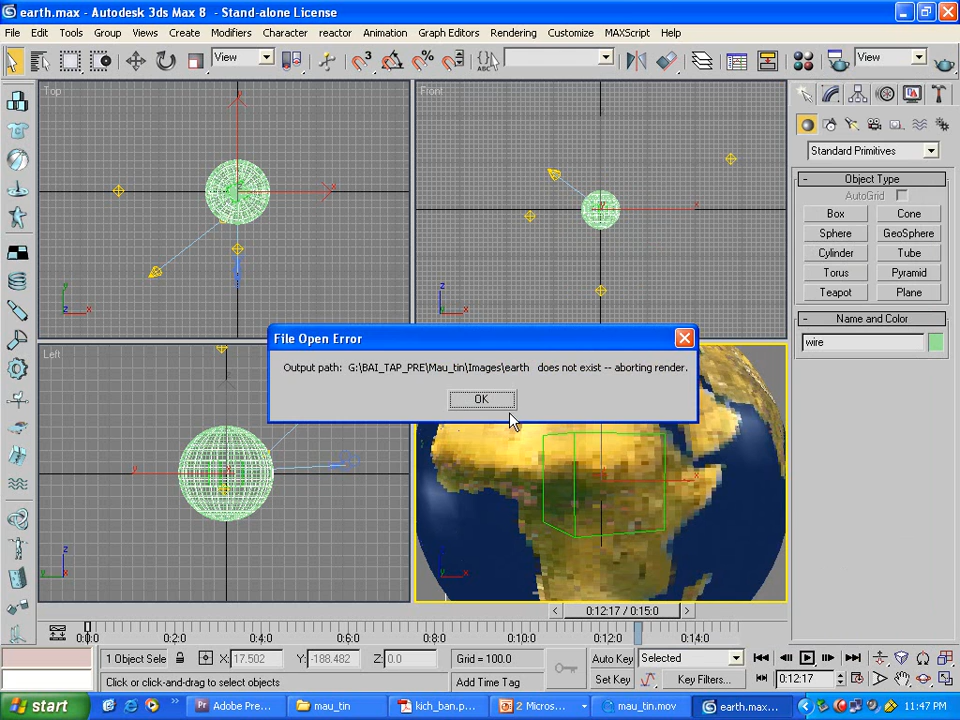 earth.max - Autodesk 3ds Max 8 - Stand-alone License
File Edit Tools Group Views Create Modifiers Character reactor Animation Graph Editors Rendering Customize MAXScript Help
View
View
Top
Front
Standard Primitives
- Object Type
AutoGrid
Box Cone
Sphere GeoSphere
Cylinder Tube
Torus Pyramid
Teapot Plane
- Name and Color
wire
File Open Error
Output path: G:\BAI_TAP_PRE\Mau_tin\Images\earth does not exist -- aborting render.
OK
Left
< 0:12:17 / 0:15:0 >
0:0:0 0:2:0 0:4:0 0:6:0 0:8:0 0:10:0 0:12:0 0:14:0
1 Object Sele X: 17.502 Y: -188.482 Z: 0.0 Grid = 100.0 Auto Key Selected
Click or click-and-drag to select objects Add Time Tag Set Key Key Filters... 0:12:17
start Adobe Pre... mau_tin kich_ban.p... 2 Micros... mau_tin.mov earth.max... 11:47 PM